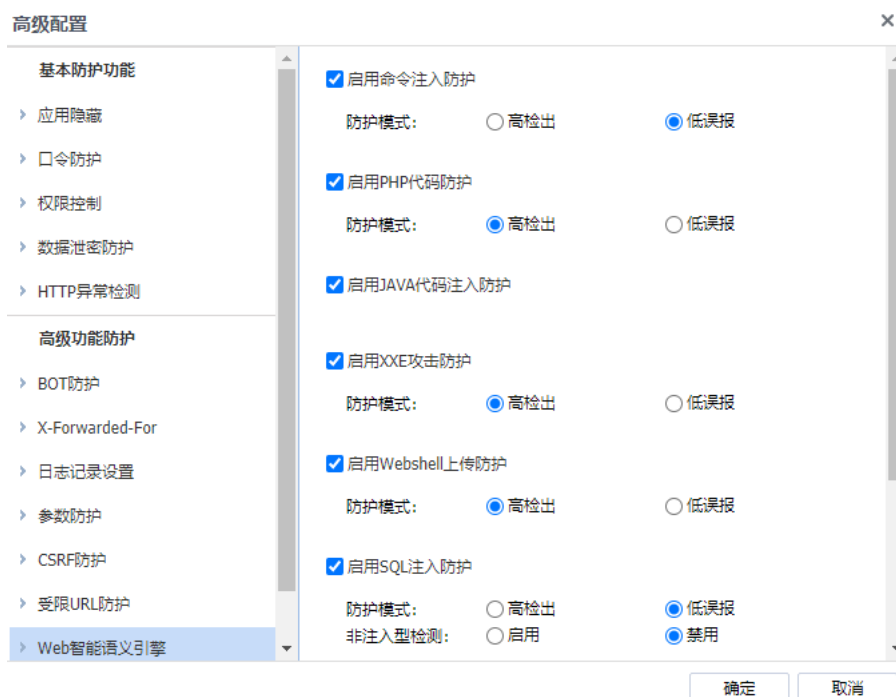 高级配置
基本防护功能
应用隐藏
口令防护
权限控制
数据泄密防护
HTTP异常检测
高级功能防护
BOT防护
X-Forwarded-For
日志记录设置
参数防护
CSRF防护
受限URL防护
Web智能语义引擎
启用命令注入防护
防护模式: 高检出 低误报
启用PHP代码防护
防护模式: 高检出 低误报
启用JAVA代码注入防护
启用XXE攻击防护
防护模式: 高检出 低误报
启用Webshell上传防护
防护模式: 高检出 低误报
启用SQL注入防护
防护模式: 高检出 低误报
非注入型检测: 启用 禁用
确定 取消